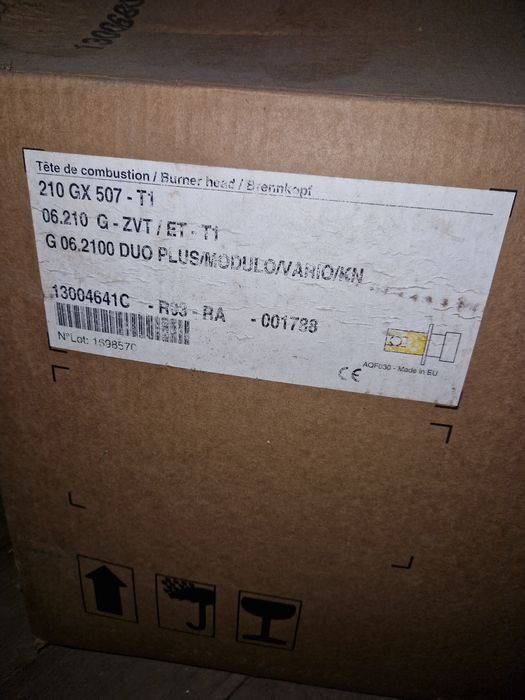 Tête de combustion / Burner head / Brennkopf
210 GX 507 - T1
06.210 G - ZVT / ET - T1
G 06.2100 DUO PLUS/MODULO/VARIO/KN
13004641C - R03 - RA - 001788
N°Lot: 1698570
CE
AQF030 - Made in EU